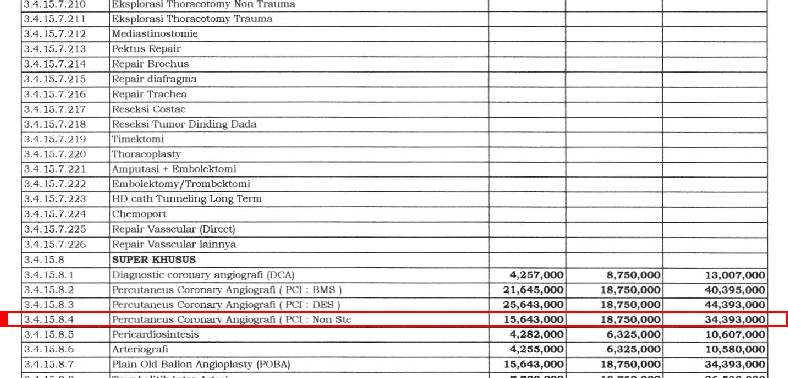 3.4.15.7.210 Eksplorasi Thoracotomy Non Trauma
3.4.15.7.211 Eksplorasi Thoracotomy Trauma
3.4.15.7.212 Mediastinostomie
3.4.15.7.213 Pektus Repair
3.4.15.7.214 Repair Brochus
3.4.15.7.215 Repair diafragma
3.4.15.7.216 Repair Trachea
3.4.15.7.217 Reseksi Costae
3.4.15.7.218 Reseksi Tumor Dinding Dada
3.4.15.7.219 Timektomi
3.4.15.7.220 Thoracoplasty
3.4.15.7.221 Amputasi + Embolektomi
3.4.15.7.222 Embolektomy/Trombektomi
3.4.15.7.223 HD cath Tunneling Long Term
3.4.15.7.224 Chemoport
3.4.15.7.225 Repair Vasscular (Direct)
3.4.15.7.226 Repair Vasscular lainnya
3.4.15.8 SUPER KHUSUS
3.4.15.8.1 Diagnostic coronary angiografi (DCA) 4,257,000 8,750,000 13,007,000
3.4.15.8.2 Percutaneus Coronary Angiografi ( PCI : BMS ) 21,645,000 18,750,000 40,395,000
3.4.15.8.3 Percutaneus Coronary Angiografi ( PCI : DES ) 25,643,000 18,750,000 44,393,000
3.4.15.8.4 Percutaneus Coronary Angiografi ( PCI : Non Ste 15,643,000 18,750,000 34,393,000
3.4.15.8.5 Pericardiosintesis 4,282,000 6,325,000 10,607,000
3.4.15.8.6 Arteriografi 4,255,000 6,325,000 10,580,000
3.4.15.8.7 Plain Old Ballon Angioplasty (POBA) 15,643,000 18,750,000 34,393,000